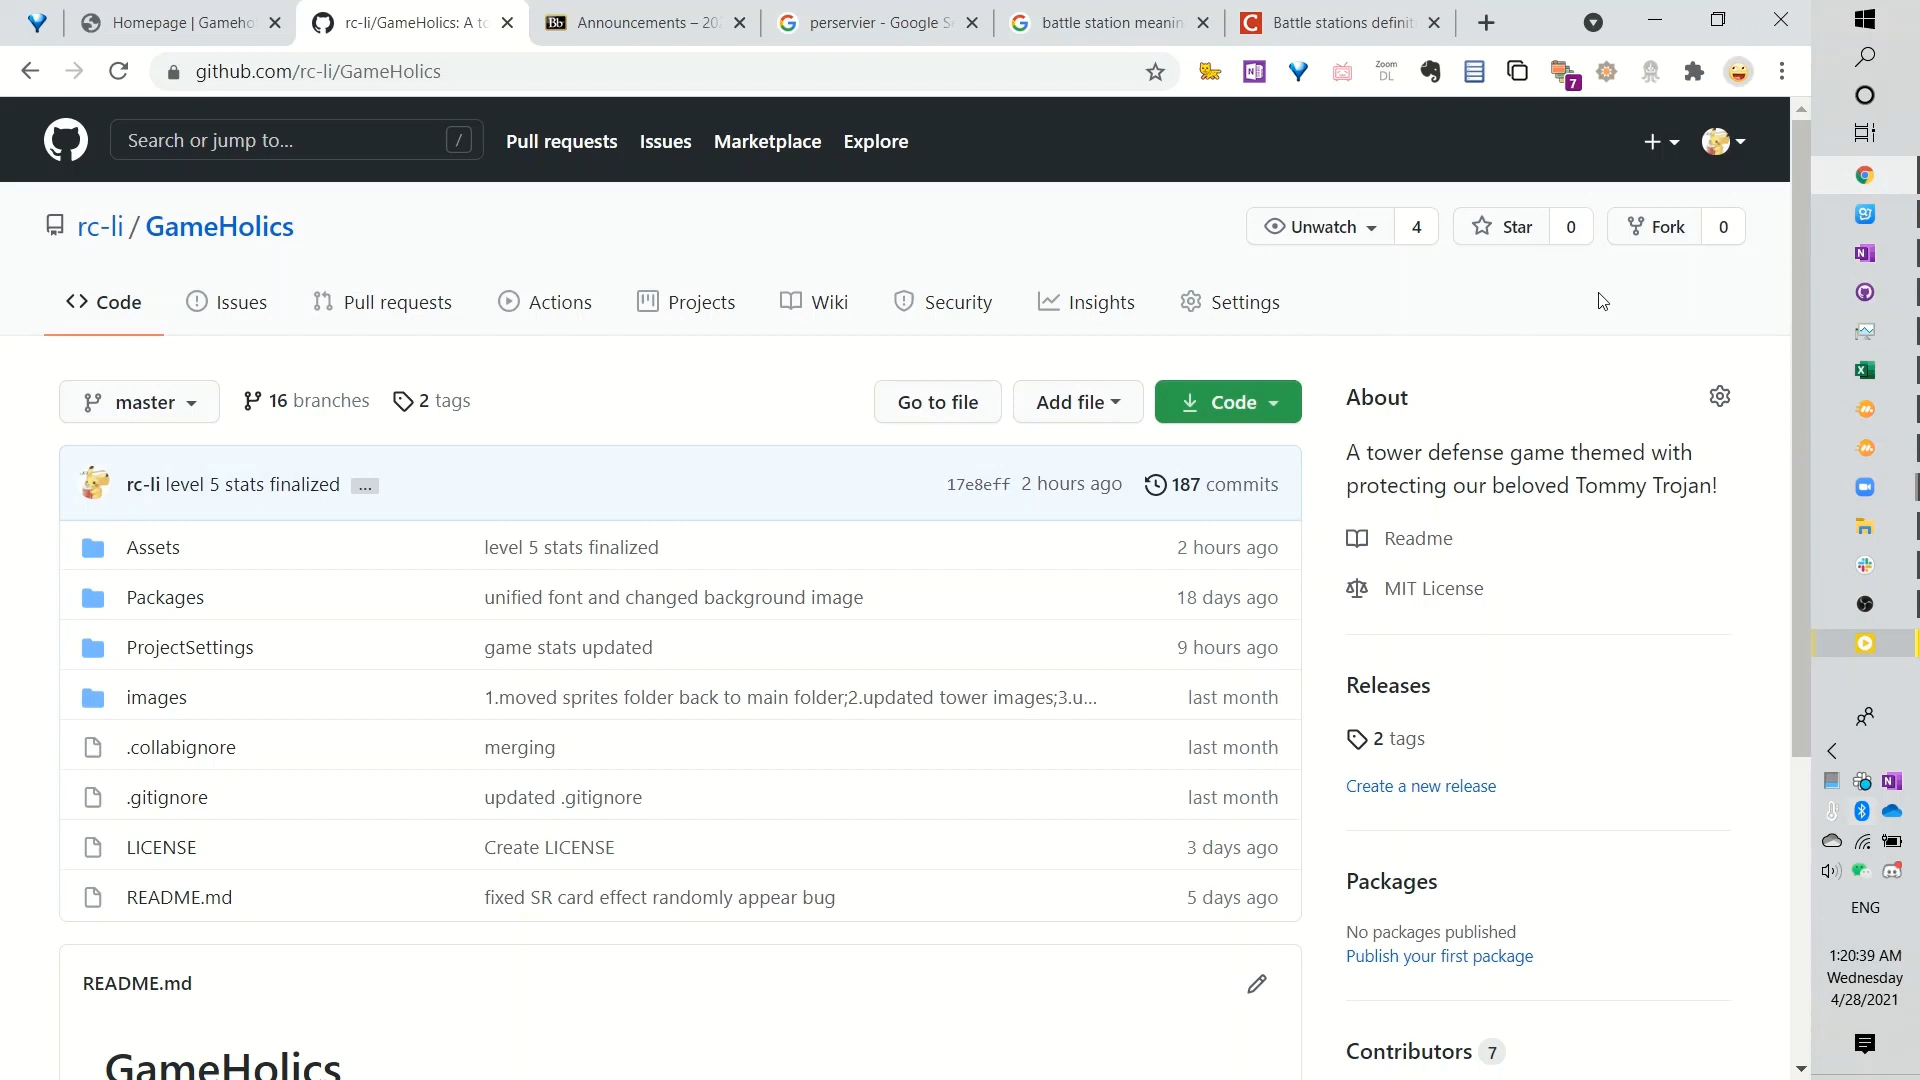 Homepage | Gameho
rc-li/GameHolics: A to
Bb Announcements – 202
perservier - Google Se
battle station meaning
Battle stations definit
github.com/rc-li/GameHolics
Zoom DL
7
Search or jump to...
/
Pull requests
Issues
Marketplace
Explore
rc-li / GameHolics
Unwatch 4
Star 0
Fork 0
Code
Issues
Pull requests
Actions
Projects
Wiki
Security
Insights
Settings
master
16 branches
2 tags
Go to file
Add file
Code
rc-li level 5 stats finalized ...
17e8eff 2 hours ago
187 commits
Assets level 5 stats finalized 2 hours ago
Packages unified font and changed background image 18 days ago
ProjectSettings game stats updated 9 hours ago
images 1.moved sprites folder back to main folder;2.updated tower images;3.u... last month
.collabignore merging last month
.gitignore updated .gitignore last month
LICENSE Create LICENSE 3 days ago
README.md fixed SR card effect randomly appear bug 5 days ago
README.md
GameHolics
About
A tower defense game themed with
protecting our beloved Tommy Trojan!
Readme
MIT License
Releases
2 tags
Create a new release
Packages
No packages published
Publish your first package
Contributors 7
ENG
1:20:39 AM
Wednesday
4/28/2021